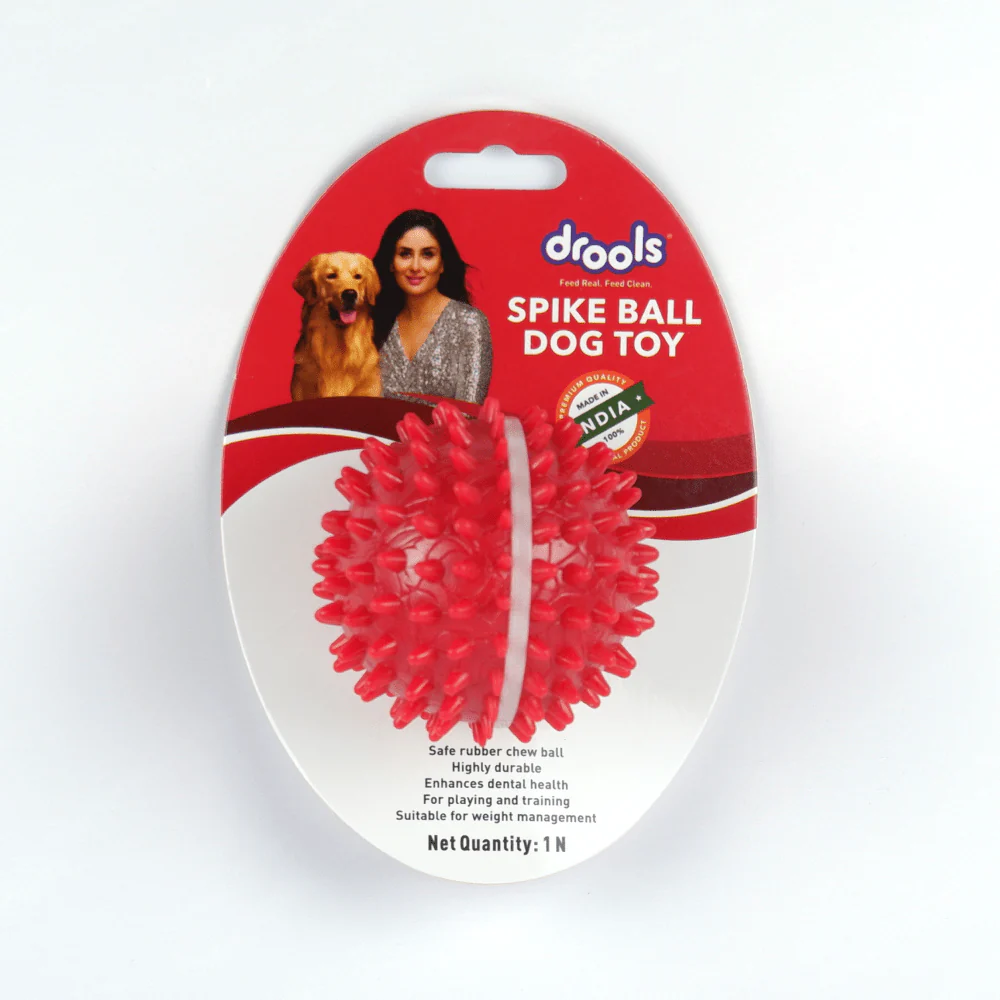 drools
Feed Real. Feed Clean.
SPIKE BALL
DOG TOY
PREMIUM QUALITY
MADE IN
100%
PRODUCT
Safe rubber chew ball
Highly durable
Enhances dental health
For playing and training
Suitable for weight management
Net Quantity: 1 N